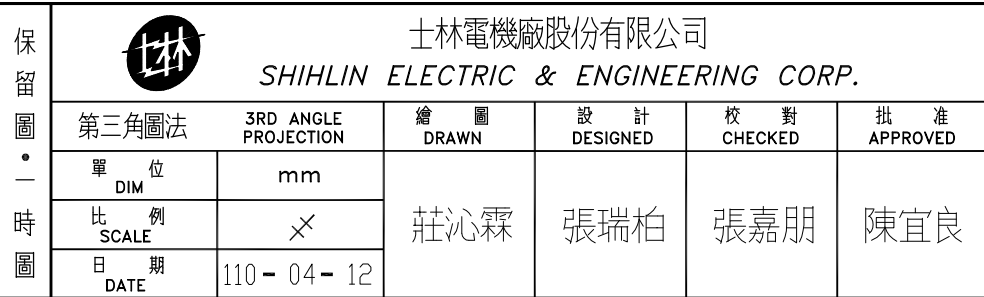 保留圖•一時圖
士林
士林電機廠股份有限公司
SHIHLIN ELECTRIC & ENGINEERING CORP.
第三角圖法 3RD ANGLE PROJECTION
繪圖 DRAWN
設計 DESIGNED
校對 CHECKED
批准 APPROVED
單位 DIM mm
比例 SCALE
日期 DATE 110-04-12
莊沁霖 張瑞柏 張嘉朋 陳宜良